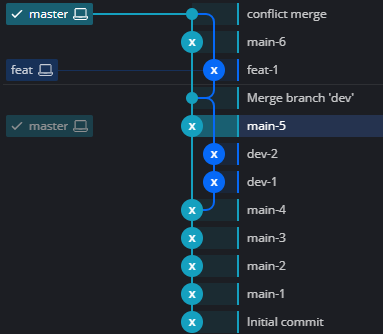 master conflict merge
x main-6
feat x feat-1
Merge branch 'dev'
master x main-5
x dev-2
x dev-1
x main-4
x main-3
x main-2
x main-1
x Initial commit